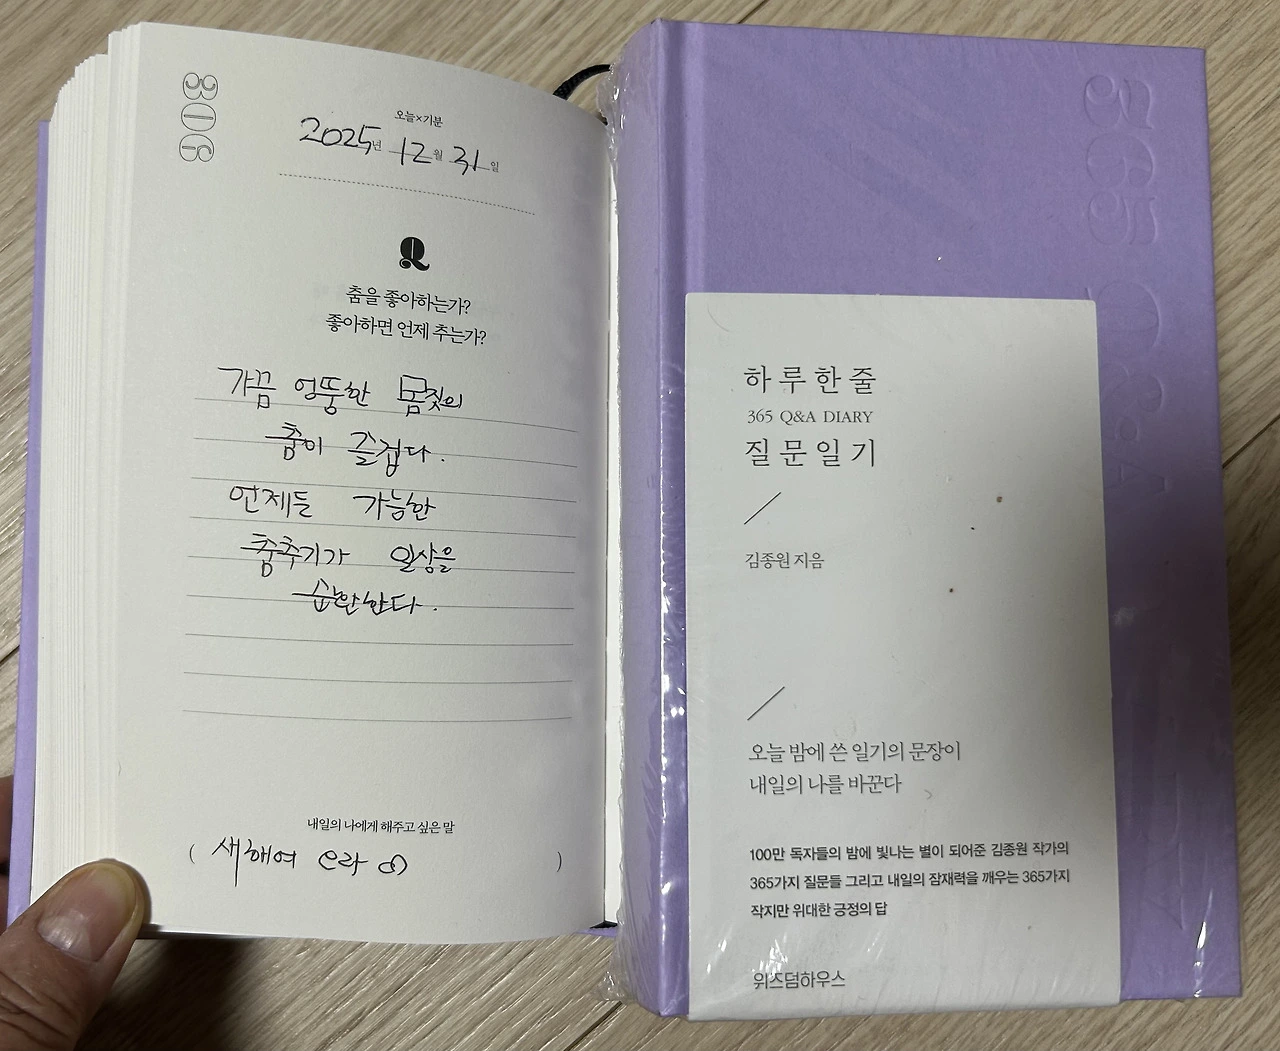 306
오늘×기분
2025년 12월 31일
Q
춤을 좋아하는가?
좋아하면 언제 추는가?
가끔 엉뚱한 몸짓의
춤이 즐겁다.
언제든 가능한
춤추기가 일상을
순환한다.
내일의 나에게 해주고 싶은 말
( 새해여 오라 )
365 Q&A DIARY
하루한줄
365 Q&A DIARY
질문일기
김종원 지음
오늘 밤에 쓴 일기의 문장이
내일의 나를 바꾼다
100만 독자들의 밤에 빛나는 별이 되어준 김종원 작가의
365가지 질문들 그리고 내일의 잠재력을 깨우는 365가지
작지만 위대한 긍정의 답
위즈덤하우스